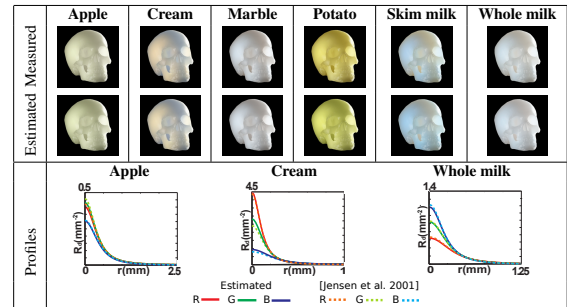 Apple Cream Marble Potato Skim milk Whole milk
Measured
Estimated
Profiles
Apple Cream Whole milk
0.5
Rd(mm⁻²)
0 r(mm) 2.5
4.5
Rd(mm⁻²)
0 r(mm) 1
1.4
Rd(mm⁻²)
0 r(mm) 1.25
Estimated [Jensen et al. 2001]
R G B R G B